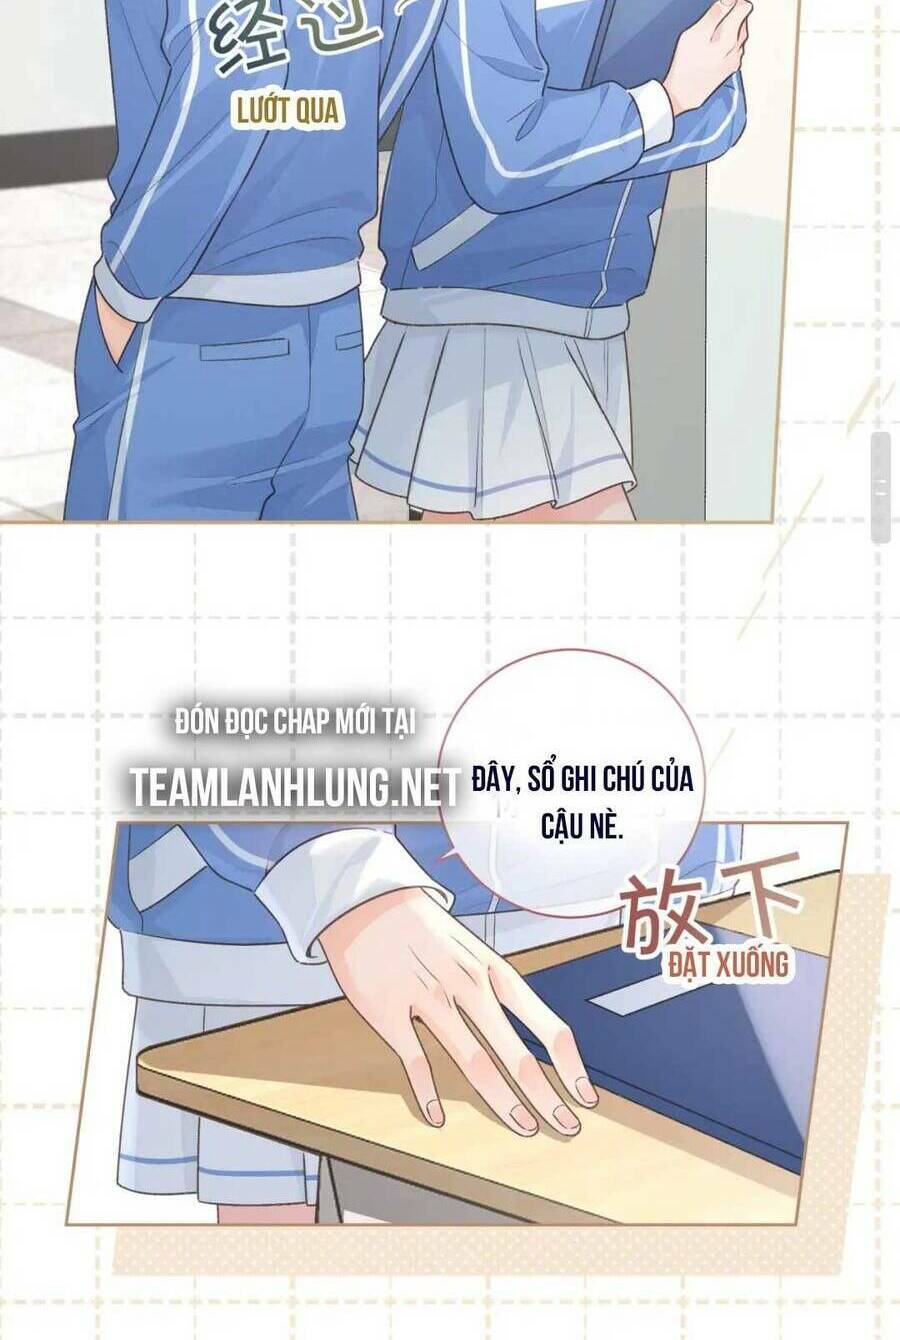 经过
LƯỚT QUA
ĐÓN ĐỌC CHAP MỚI TẠI
TEAMLANHLUNG.NET
ĐÂY, SỔ GHI CHÚ CỦA
CẬU NÈ.
放下
ĐẶT XUỐNG